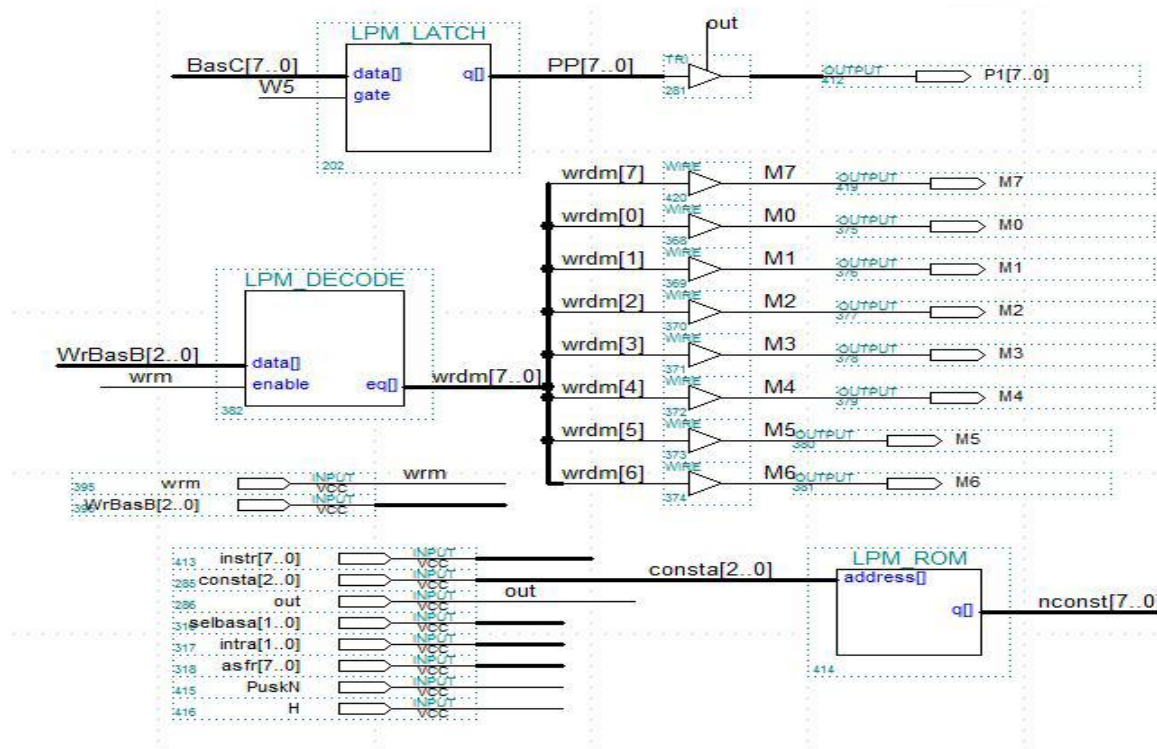 out
LPM_LATCH
BasC[7..0] data[] q[] PP[7..0] TRI OUTPUT P1[7..0]
W5 gate 281 412
202
wrdm[7] WIRE M7 OUTPUT M7
420 419
wrdm[0] WIRE M0 OUTPUT M0
368 375
wrdm[1] WIRE M1 OUTPUT M1
369 376
LPM_DECODE
wrdm[2] WIRE M2 OUTPUT M2
370 377
wrdm[3] WIRE M3 OUTPUT M3
371 378
WrBasB[2..0] data[]
wrm enable eq[] wrdm[7..0]
382
wrdm[4] WIRE M4 OUTPUT M4
372 379
wrdm[5] WIRE M5 OUTPUT M5
373 380
wrdm[6] WIRE M6 OUTPUT M6
374 381
395 wrm INPUT VCC wrm
WrBasB[2..0] INPUT VCC
413 instr[7..0] INPUT VCC
285 consta[2..0] INPUT VCC consta[2..0]
286 out INPUT VCC out
selbasa[1..0] INPUT VCC
317 intra[1..0] INPUT VCC
318 asfr[7..0] INPUT VCC
415 PuskN INPUT VCC
416 H INPUT VCC
LPM_ROM
address[]
q[] nconst[7..0
414